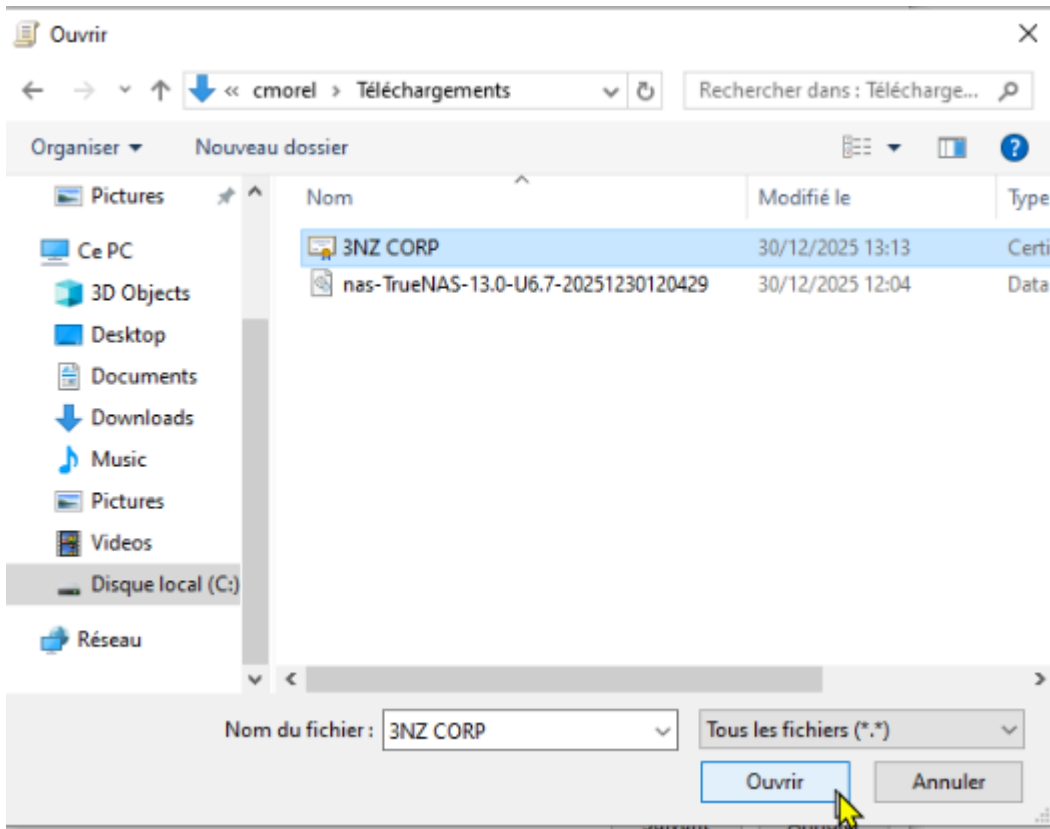 Ouvrir
« cmorel > Téléchargements
Rechercher dans : Télécharge...
Organiser
Nouveau dossier
Nom
Modifié le
Type
Pictures
Ce PC
3NZ CORP
30/12/2025 13:13
Certi
nas-TrueNAS-13.0-U6.7-20251230120429
30/12/2025 12:04
Data
3D Objects
Desktop
Documents
Downloads
Music
Pictures
Videos
Disque local (C:)
Réseau
Nom du fichier :
3NZ CORP
Tous les fichiers (*.*)
Ouvrir
Annuler